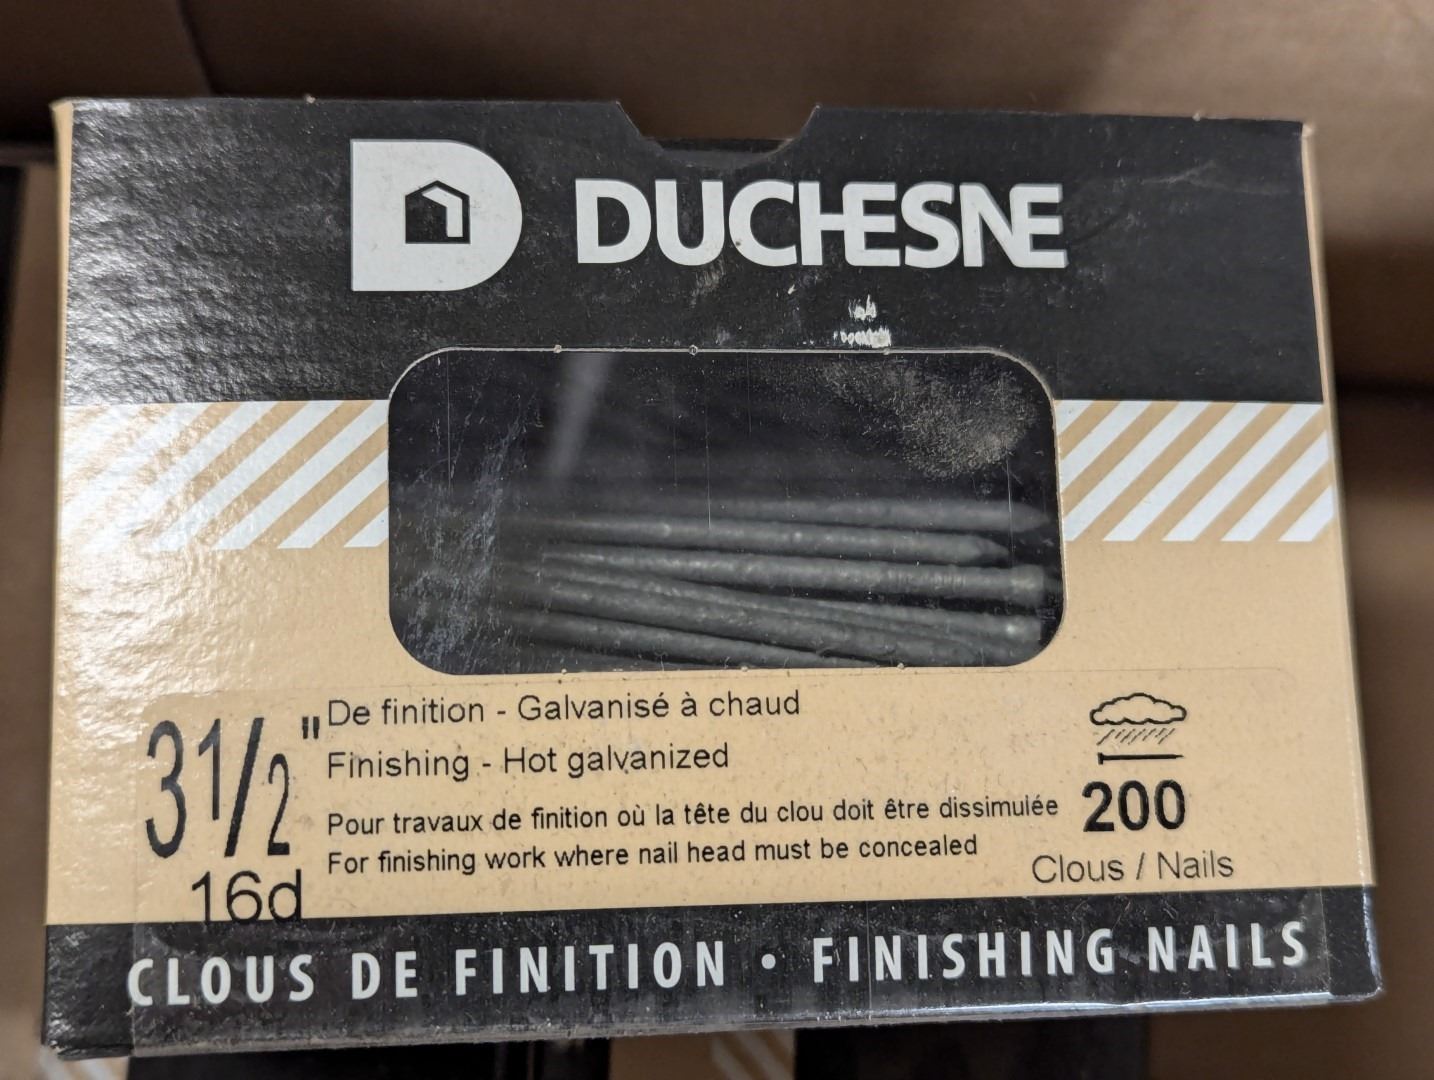 DUCHESNE
3 1/2"
16d
De finition - Galvanisé à chaud
Finishing - Hot galvanized
Pour travaux de finition où la tête du clou doit être dissimulée
For finishing work where nail head must be concealed
200
Clous / Nails
CLOUS DE FINITION • FINISHING NAILS